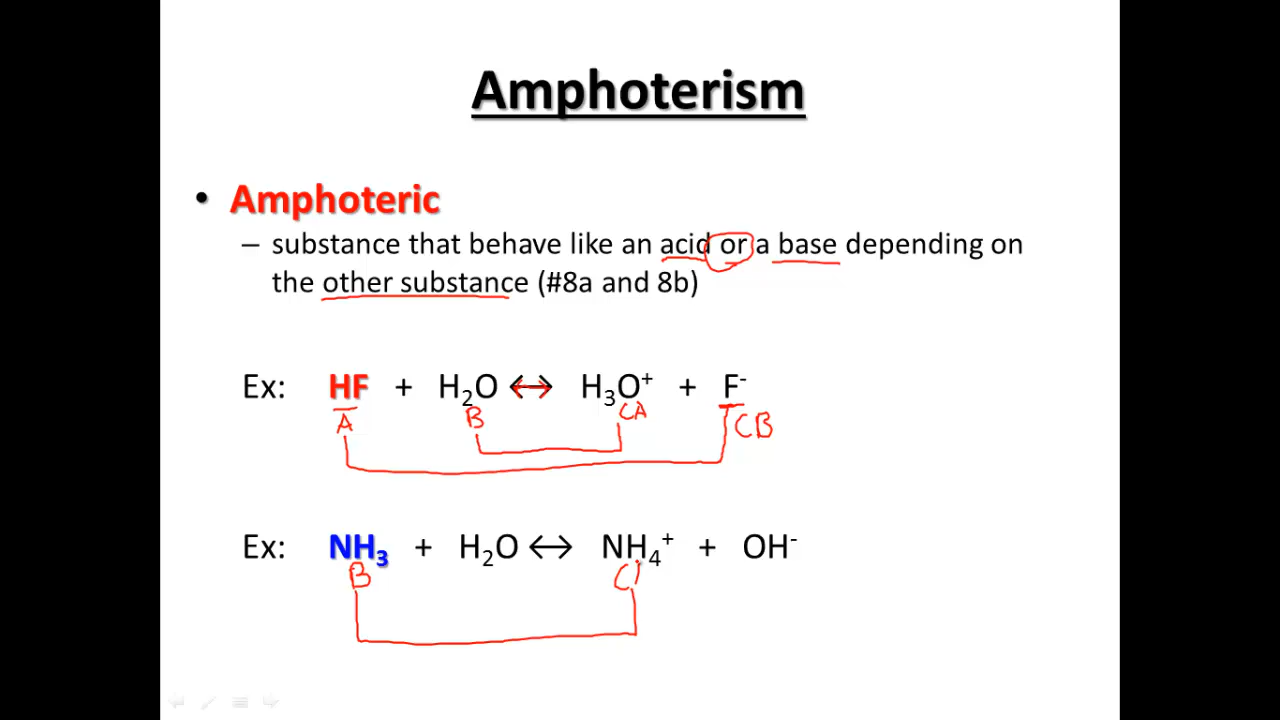 Amphoterism
• Amphoteric
– substance that behave like an acid or a base depending on
the other substance (#8a and 8b)
Ex: HF + H₂O ↔ H₃O⁺ + F⁻
A B CA CB
Ex: NH₃ + H₂O ↔ NH₄⁺ + OH⁻
B C